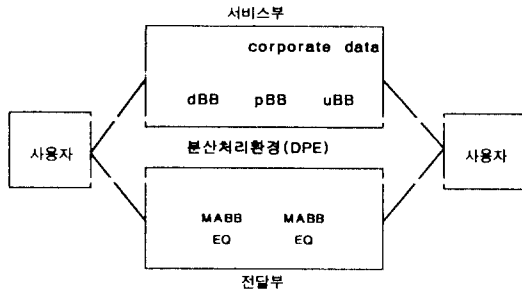 서비스부
corporate data
dBB pBB uBB
사용자
분산처리환경(DPE)
사용자
MABB MABB
EQ EQ
전달부